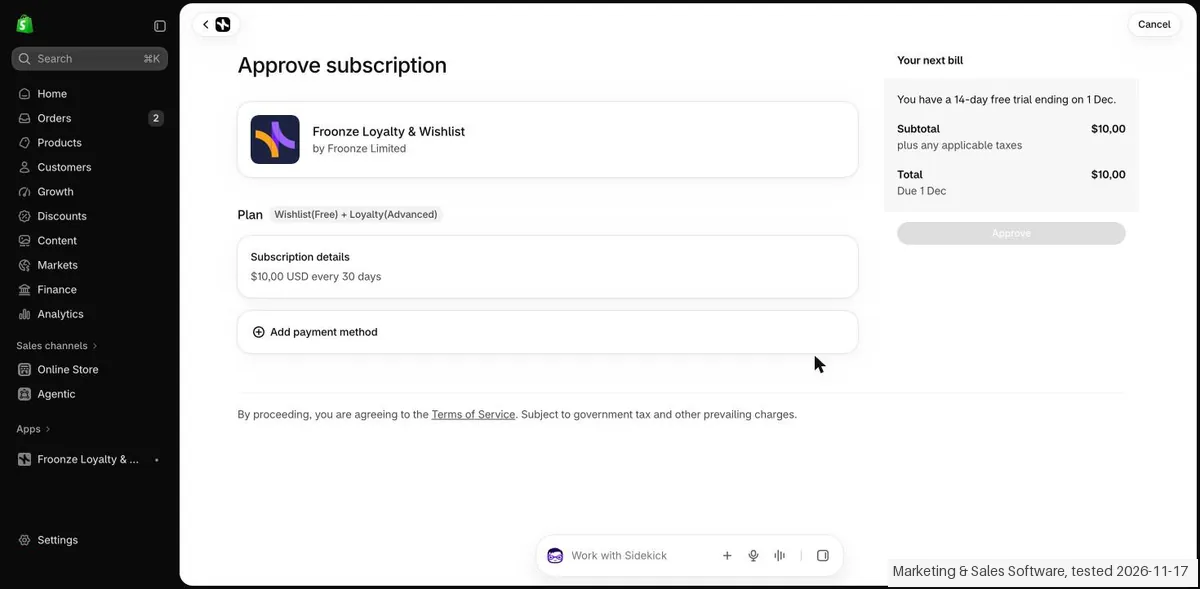 Search ⌘K
Home
Orders 2
Products
Customers
Growth
Discounts
Content
Markets
Finance
Analytics
Sales channels
Online Store
Agentic
Apps
Froonze Loyalty & ...
Settings
Cancel
Approve subscription
Froonze Loyalty & Wishlist
by Froonze Limited
Plan Wishlist(Free) + Loyalty(Advanced)
Subscription details
$10,00 USD every 30 days
Add payment method
By proceeding, you are agreeing to the Terms of Service. Subject to government tax and other prevailing charges.
Your next bill
You have a 14-day free trial ending on 1 Dec.
Subtotal $10,00
plus any applicable taxes
Total $10,00
Due 1 Dec
Approve
Work with Sidekick
Marketing & Sales Software, tested 2026-11-17